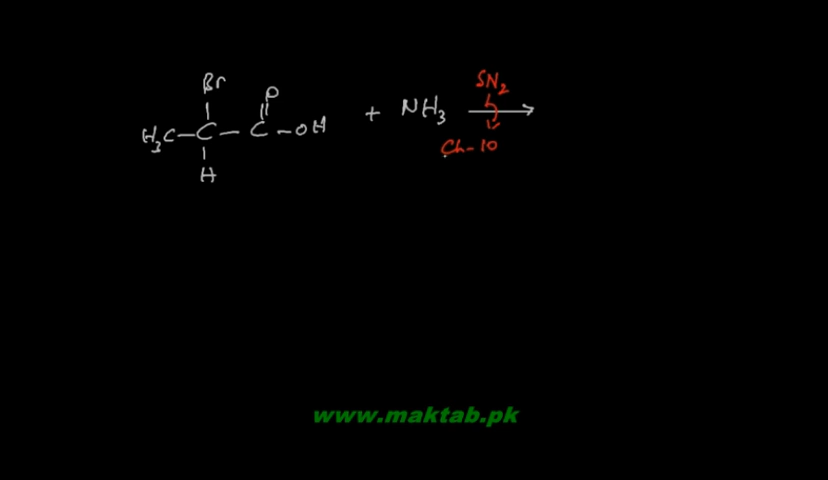 Br
O
H3C-C-C-OH + NH3
H
SN2
Ch-10
www.maktab.pk